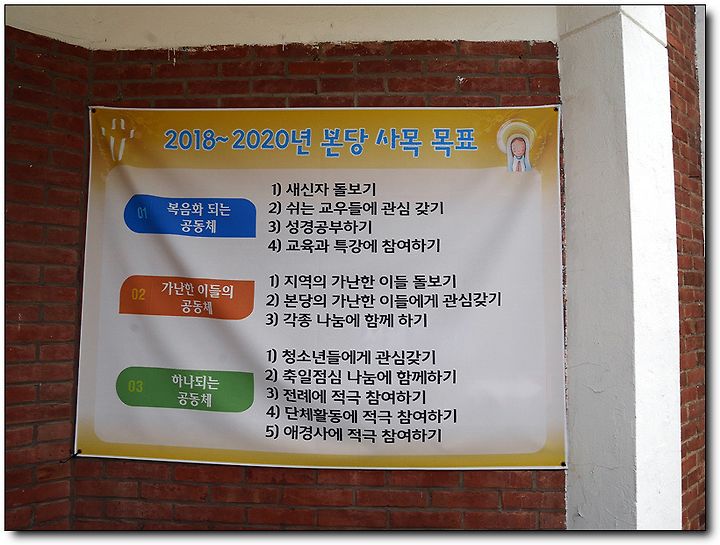 2018~2020년 본당 사목 목표
01 복음화 되는
공동체
1) 새신자 돌보기
2) 쉬는 교우들에 관심 갖기
3) 성경공부하기
4) 교육과 특강에 참여하기
02 가난한 이들의
공동체
1) 지역의 가난한 이들 돌보기
2) 본당의 가난한 이들에게 관심갖기
3) 각종 나눔에 함께 하기
03 하나되는
공동체
1) 청소년들에게 관심갖기
2) 축일점심 나눔에 함께하기
3) 전례에 적극 참여하기
4) 단체활동에 적극 참여하기
5) 애경사에 적극 참여하기